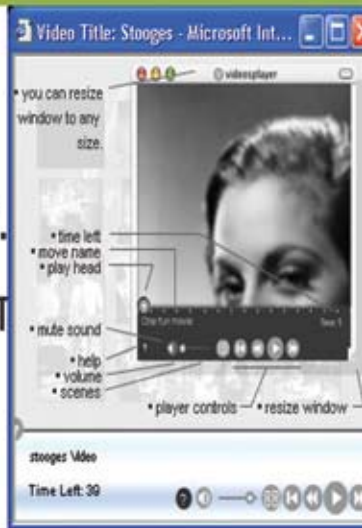 Video Title: Stooges - Microsoft Int...
videosplayer
• you can resize
window to any
size.
• time left
• move name
• play head
One fun movie
• mute sound
?
• help
• volume
• scenes
• player controls
• resize window
stooges Video
Time Left: 39
?